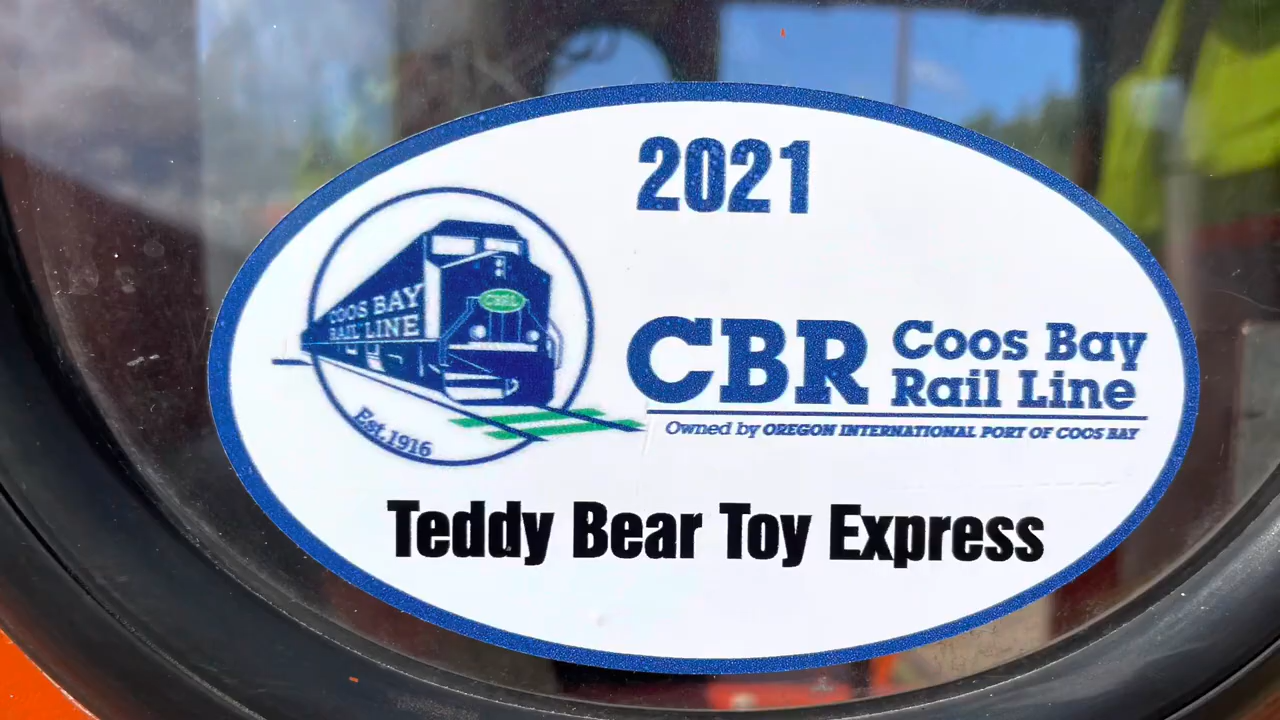 2021
COOS BAY
RAIL LINE
CBRL
Est. 1916
CBR
Coos Bay
Rail Line
Owned by OREGON INTERNATIONAL PORT OF COOS BAY
Teddy Bear Toy Express